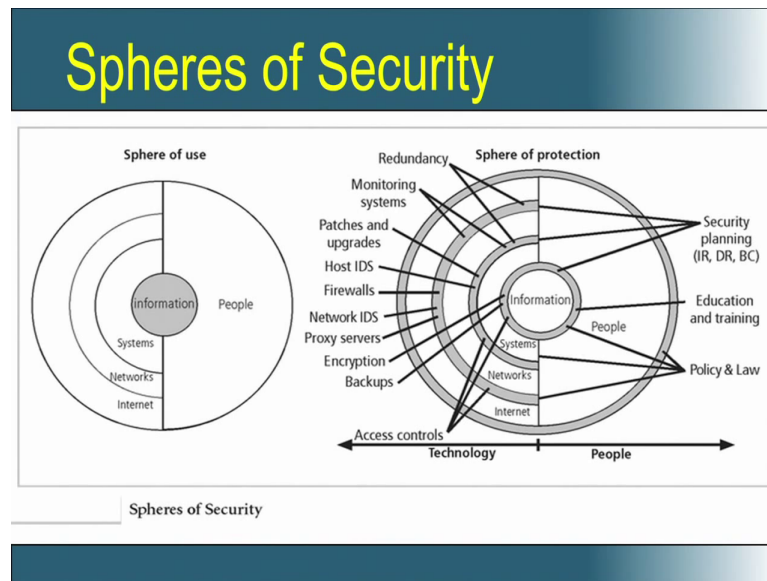 Spheres of Security
Sphere of use
information
People
Systems
Networks
Internet
Sphere of protection
Redundancy
Monitoring
systems
Patches and
upgrades
Host IDS
Firewalls
Network IDS
Proxy servers
Encryption
Backups
Access controls
Information
People
Systems
Networks
Internet
Security
planning
(IR, DR, BC)
Education
and training
Policy & Law
Technology
People
Spheres of Security